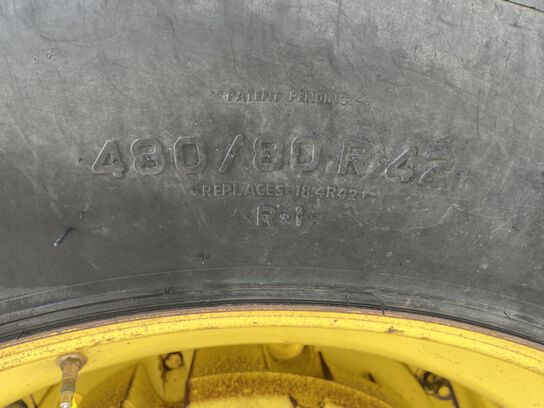 PATENT PENDING
480/80 R 42
REPLACES 18.4R42
R-1